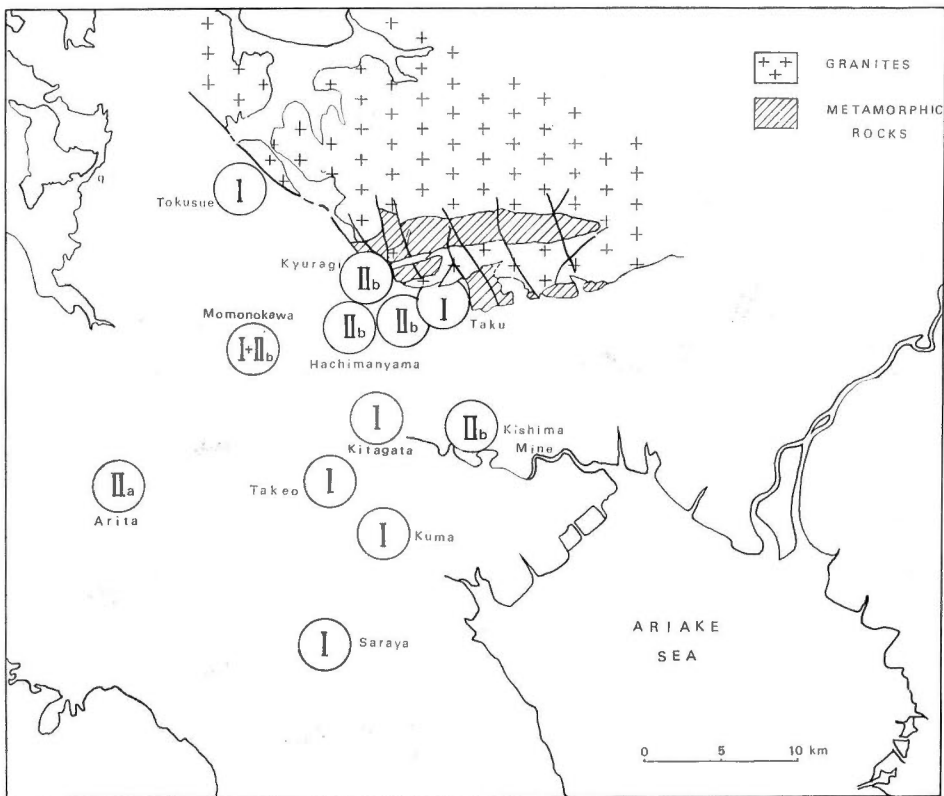 GRANITES
METAMORPHIC
ROCKS
I
Tokusue
Kyuragi
IIb
Momonokawa
I+IIb
IIb
IIb
I
Taku
Hachimanyama
I
Kitagata
IIb
Kishima
Mine
IIa
Arita
Takeo
I
I
Kuma
I
Saraya
ARIAKE
SEA
0 5 10 km